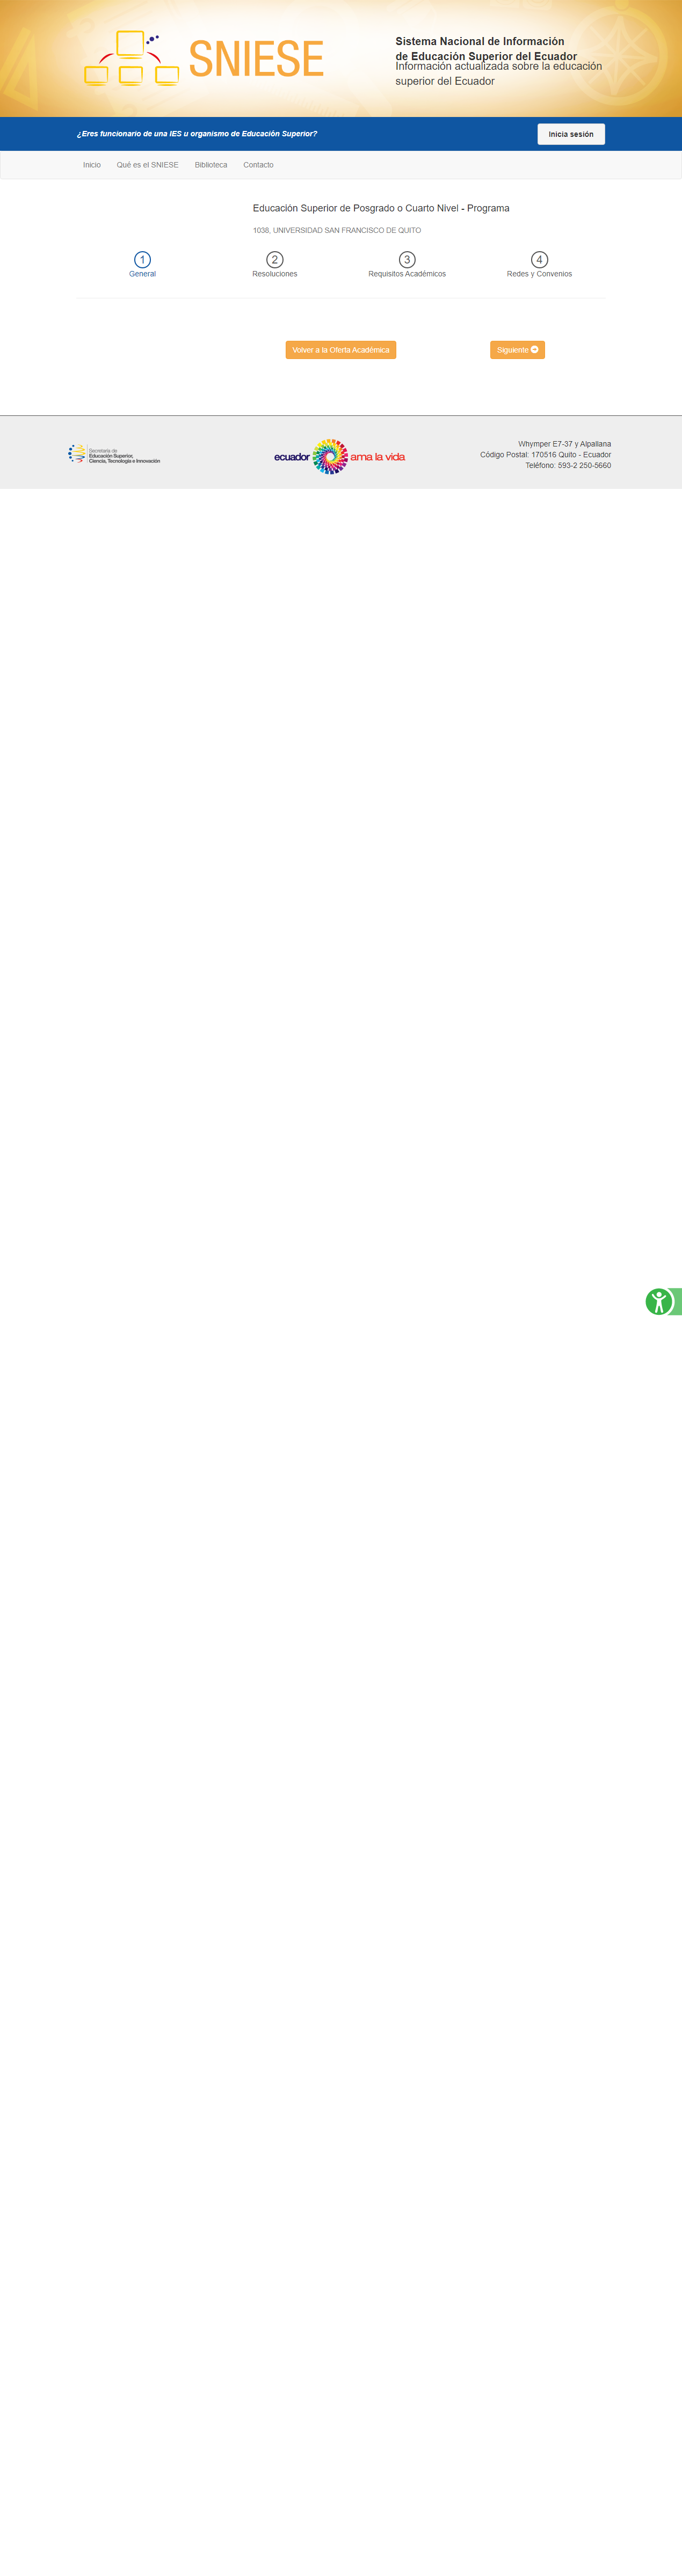 SNIESE
Sistema Nacional de Información
de Educación Superior del Ecuador
Información actualizada sobre la educación
superior del Ecuador
¿Eres funcionario de una IES u organismo de Educación Superior?
Inicia sesión
Inicio Qué es el SNIESE Biblioteca Contacto
Educación Superior de Posgrado o Cuarto Nivel - Programa
1038, UNIVERSIDAD SAN FRANCISCO DE QUITO
1 2 3 4
General Resoluciones Requisitos Académicos Redes y Convenios
Volver a la Oferta Académica Siguiente
Secretaría de
Educación Superior,
Ciencia, Tecnología e Innovación
ecuador ama la vida
Whymper E7-37 y Alpallana
Código Postal: 170516 Quito - Ecuador
Teléfono: 593-2 250-5660